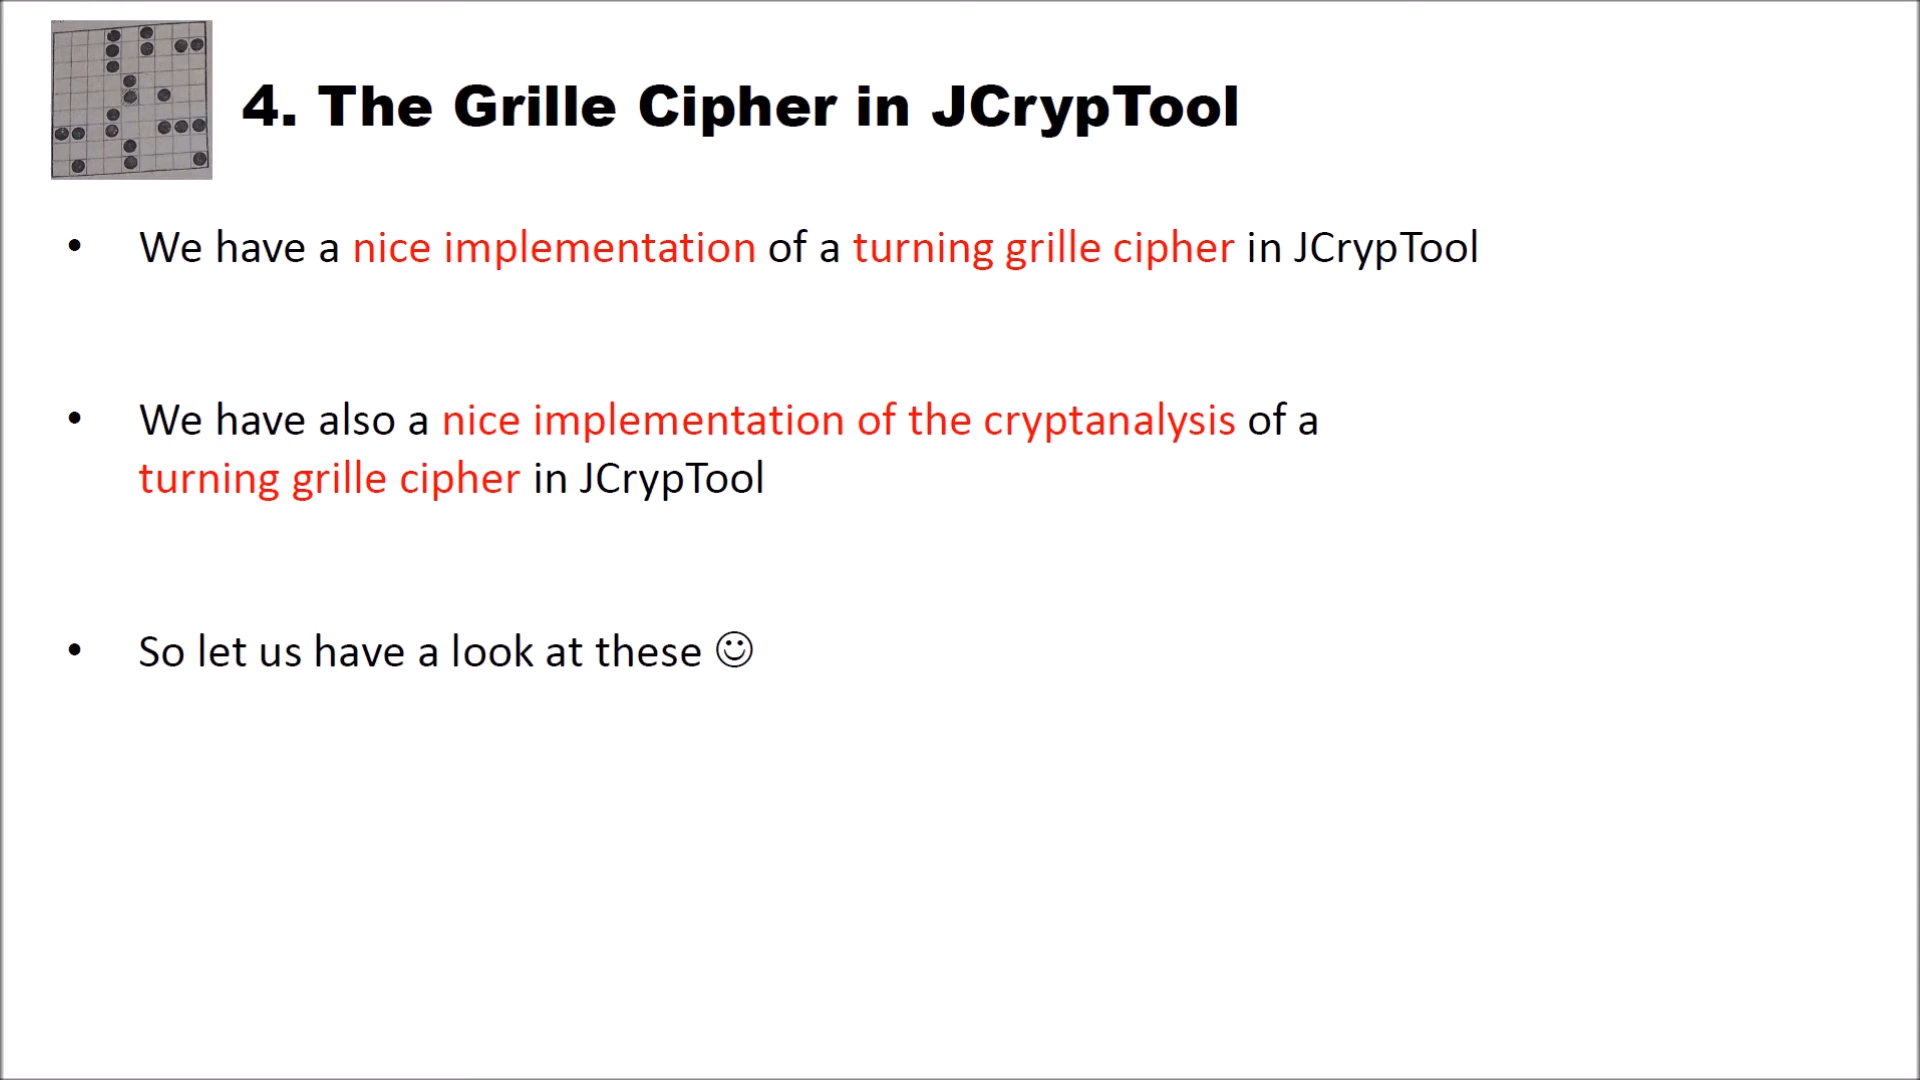 4. The Grille Cipher in JCrypTool
• We have a nice implementation of a turning grille cipher in JCrypTool
• We have also a nice implementation of the cryptanalysis of a
turning grille cipher in JCrypTool
• So let us have a look at these ☺